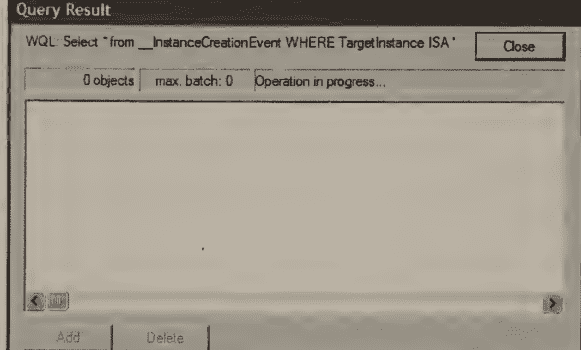 Query Result
WQL: Select * from __InstanceCreationEvent WHERE TargetInstance ISA '
Close
0 objects
max. batch: 0
Operation in progress...
Add
Delete